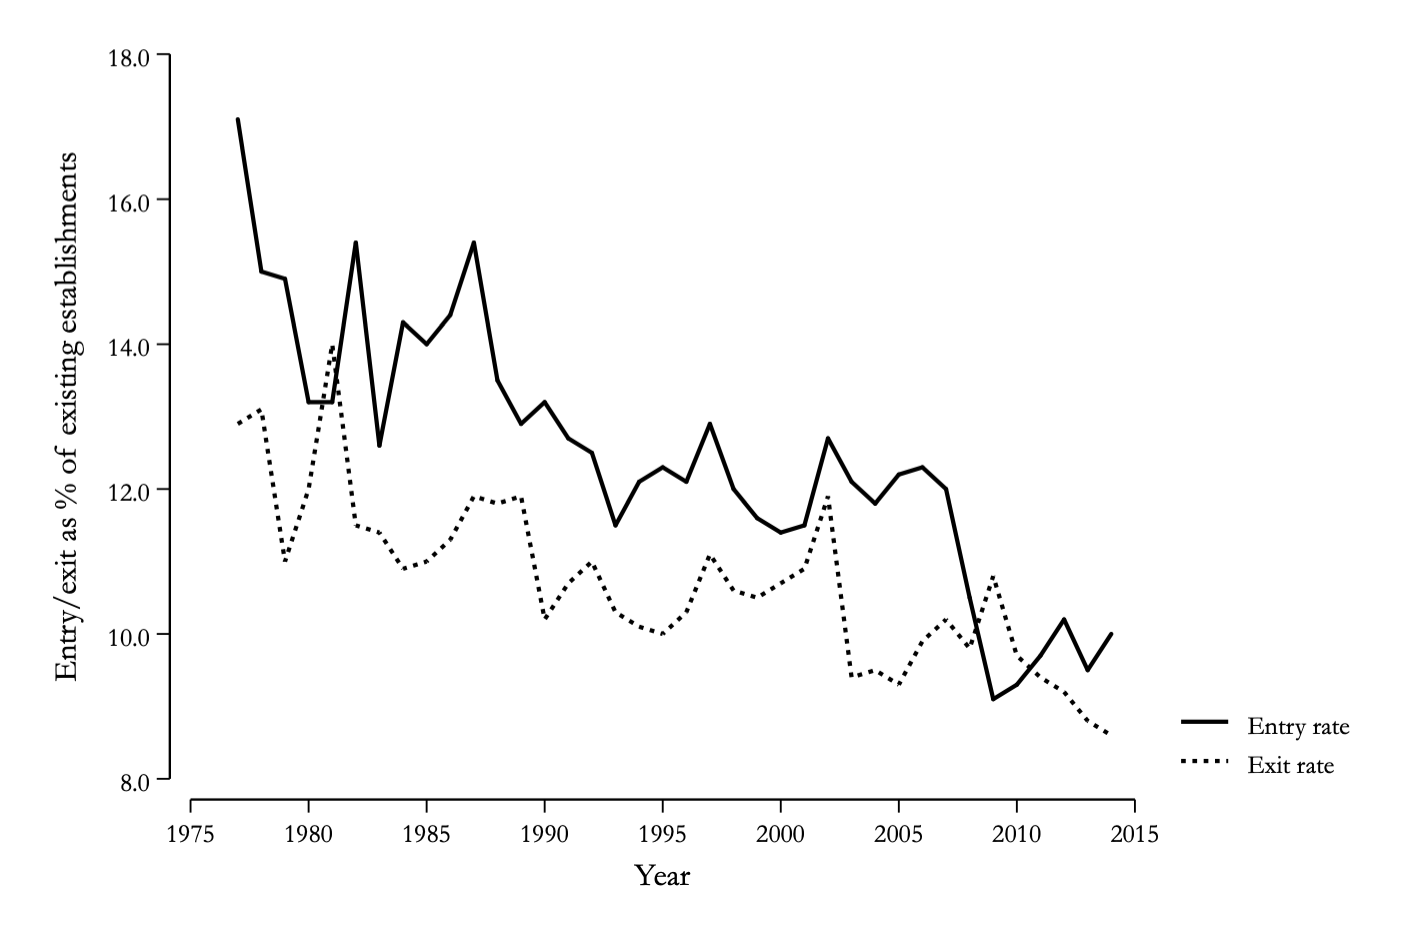 18.0
16.0
14.0
12.0
10.0
8.0
Entry/exit as % of existing establishments
1975 1980 1985 1990 1995 2000 2005 2010 2015
Year
Entry rate
Exit rate